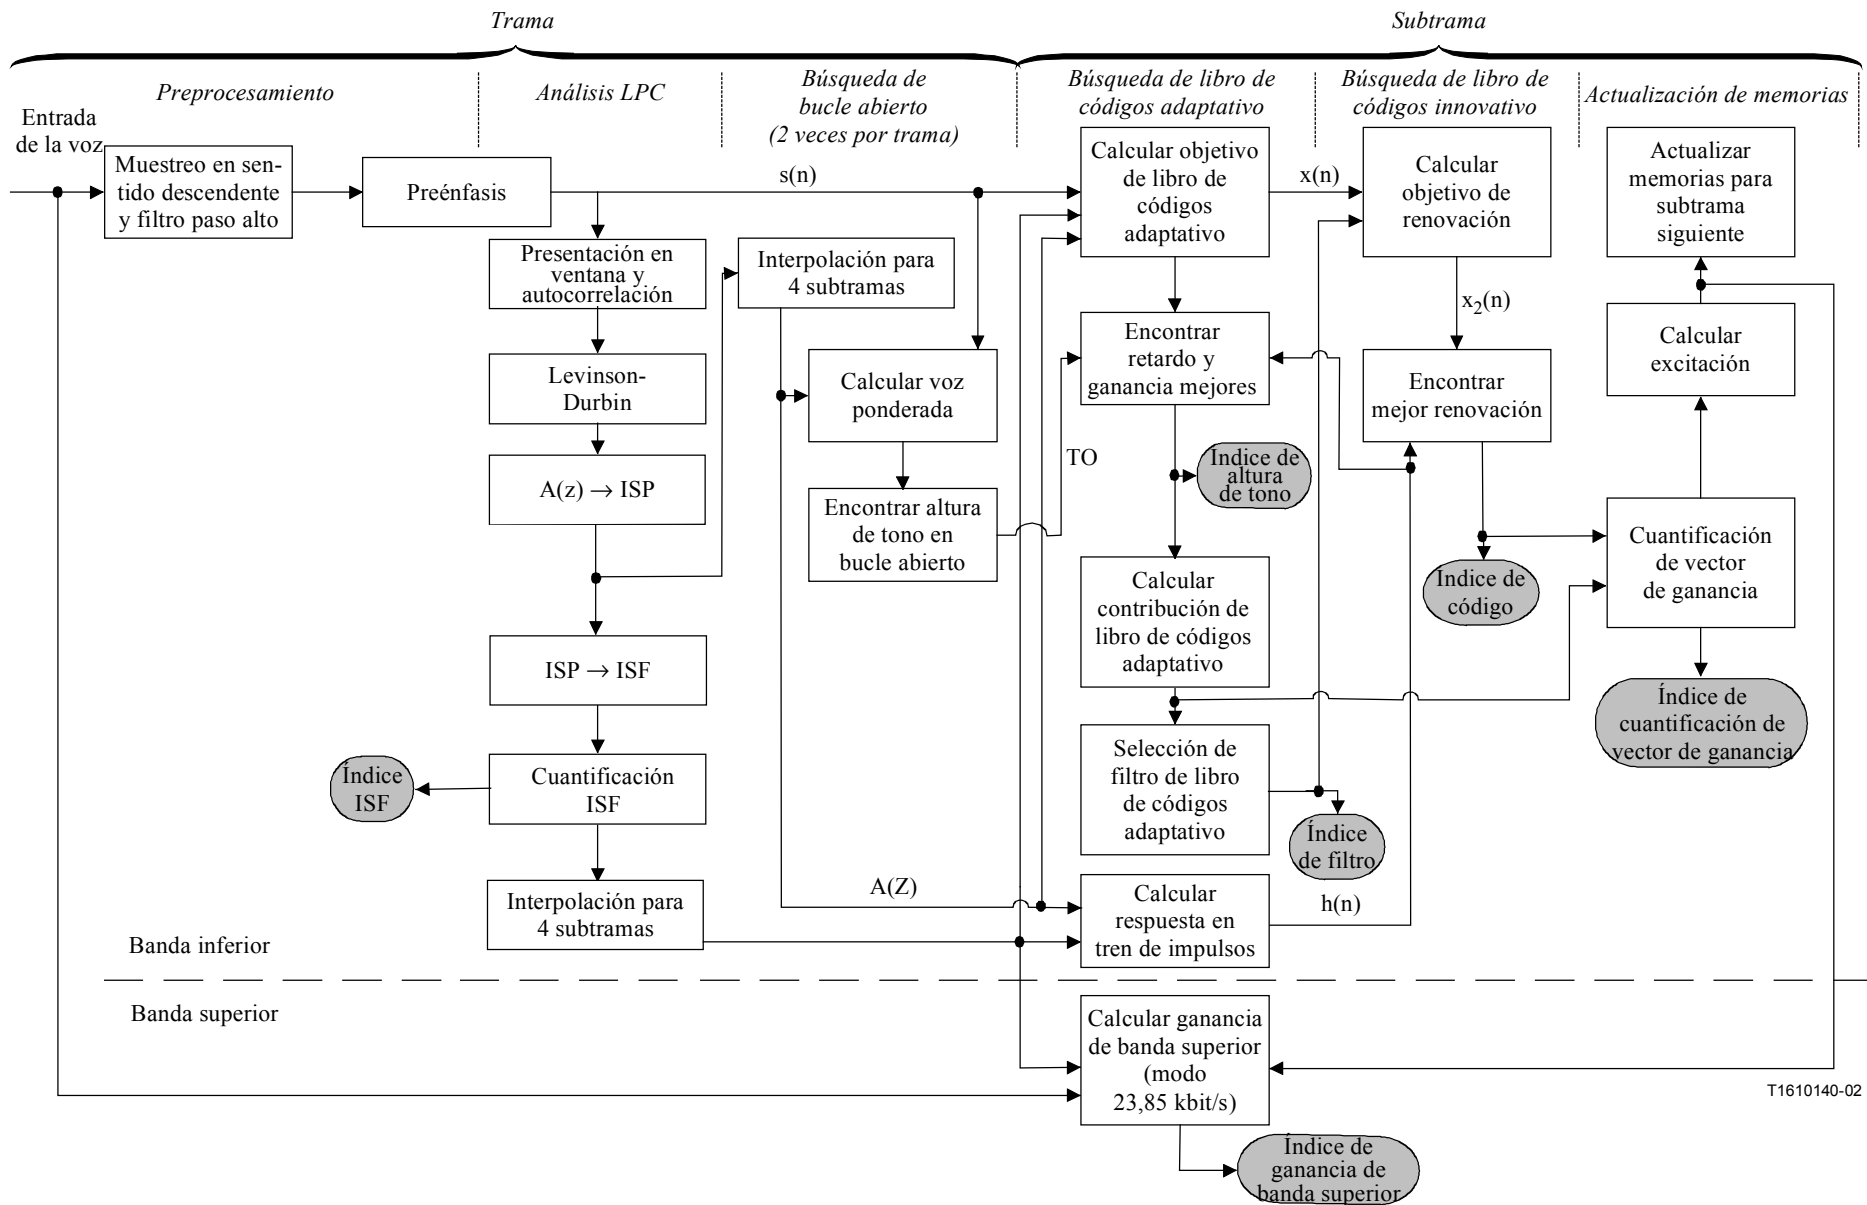 Trama
Subtrama
Preprocesamiento
Análisis LPC
Búsqueda de
bucle abierto
(2 veces por trama)
Búsqueda de libro de
códigos adaptativo
Búsqueda de libro de
códigos innovativo
Actualización de memorias
Entrada
de la voz
Muestreo en sen-
tido descendente
y filtro paso alto
Preénfasis
s(n)
Calcular objetivo
de libro de
códigos
adaptativo
x(n)
Calcular
objetivo de
renovación
Actualizar
memorias para
subtrama
siguiente
Presentación en
ventana y
autocorrelación
Interpolación para
4 subtramas
x2(n)
Levinson-
Durbin
Calcular voz
ponderada
Encontrar
retardo y
ganancia mejores
Encontrar
mejor renovación
Calcular
excitación
A(z) → ISP
Encontrar altura
de tono en
bucle abierto
TO
Indice de
altura
de tono
Cuantificación
de vector
de ganancia
Indice de
código
Calcular
contribución de
libro de códigos
adaptativo
ISP → ISF
Índice de
cuantificación de
vector de ganancia
Selección de
filtro de libro
de códigos
adaptativo
Índice
ISF
Cuantificación
ISF
Índice
de filtro
Interpolación para
4 subtramas
A(Z)
Calcular
respuesta en
tren de impulsos
h(n)
Banda inferior
Banda superior
Calcular ganancia
de banda superior
(modo
23,85 kbit/s)
T1610140-02
Índice de
ganancia de
banda superior